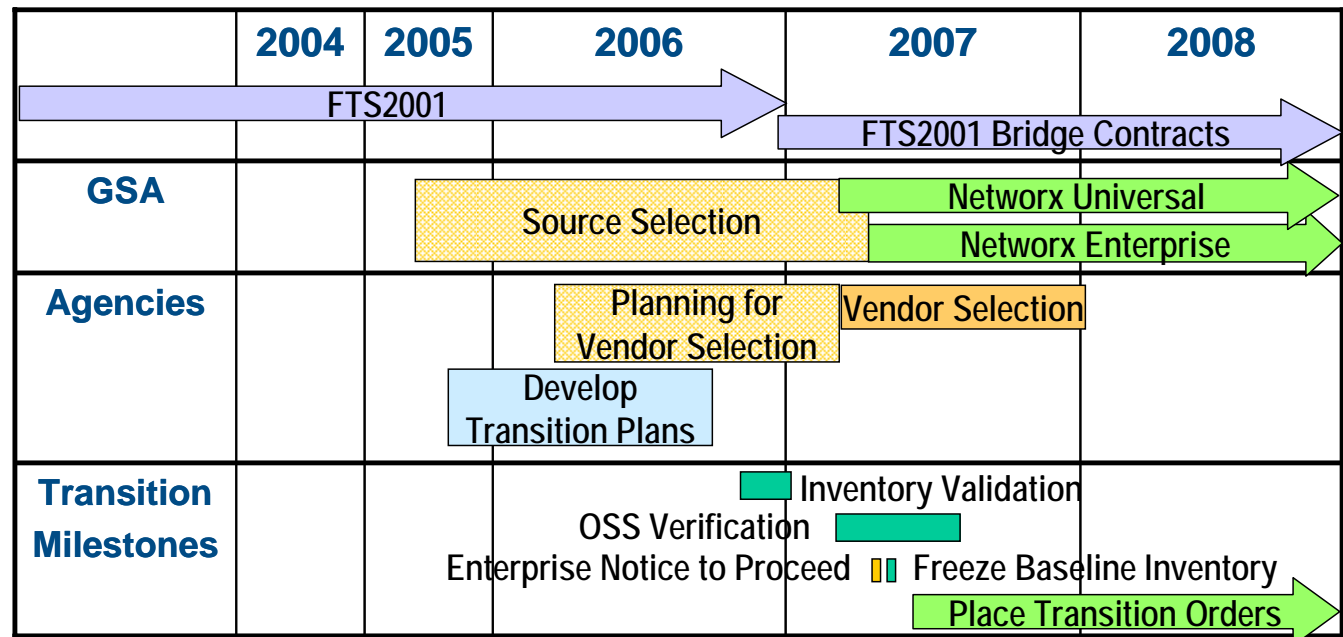 2004 2005 2006 2007 2008
FTS2001
FTS2001 Bridge Contracts
GSA
Source Selection
Networx Universal
Networx Enterprise
Agencies
Planning for
Vendor Selection
Vendor Selection
Develop
Transition Plans
Transition
Milestones
Inventory Validation
OSS Verification
Enterprise Notice to Proceed
Freeze Baseline Inventory
Place Transition Orders